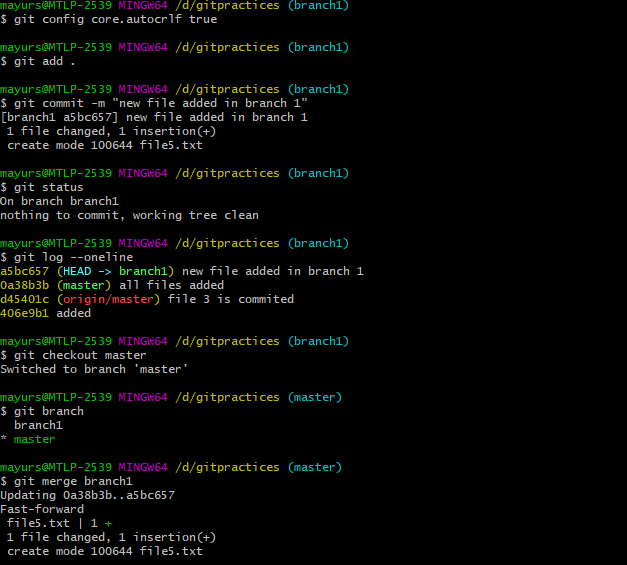 mayurs@MTLP-2539 MINGW64 /d/gitpractices (branch1)
$ git config core.autocrlf true
mayurs@MTLP-2539 MINGW64 /d/gitpractices (branch1)
$ git add .
mayurs@MTLP-2539 MINGW64 /d/gitpractices (branch1)
$ git commit -m "new file added in branch 1"
[branch1 a5bc657] new file added in branch 1
 1 file changed, 1 insertion(+)
 create mode 100644 file5.txt
mayurs@MTLP-2539 MINGW64 /d/gitpractices (branch1)
$ git status
On branch branch1
nothing to commit, working tree clean
mayurs@MTLP-2539 MINGW64 /d/gitpractices (branch1)
$ git log --oneline
a5bc657 (HEAD -> branch1) new file added in branch 1
0a38b3b (master) all files added
d45401c (origin/master) file 3 is commited
406e9b1 added
mayurs@MTLP-2539 MINGW64 /d/gitpractices (branch1)
$ git checkout master
Switched to branch 'master'
mayurs@MTLP-2539 MINGW64 /d/gitpractices (master)
$ git branch
  branch1
* master
mayurs@MTLP-2539 MINGW64 /d/gitpractices (master)
$ git merge branch1
Updating 0a38b3b..a5bc657
Fast-forward
 file5.txt | 1 +
 1 file changed, 1 insertion(+)
 create mode 100644 file5.txt